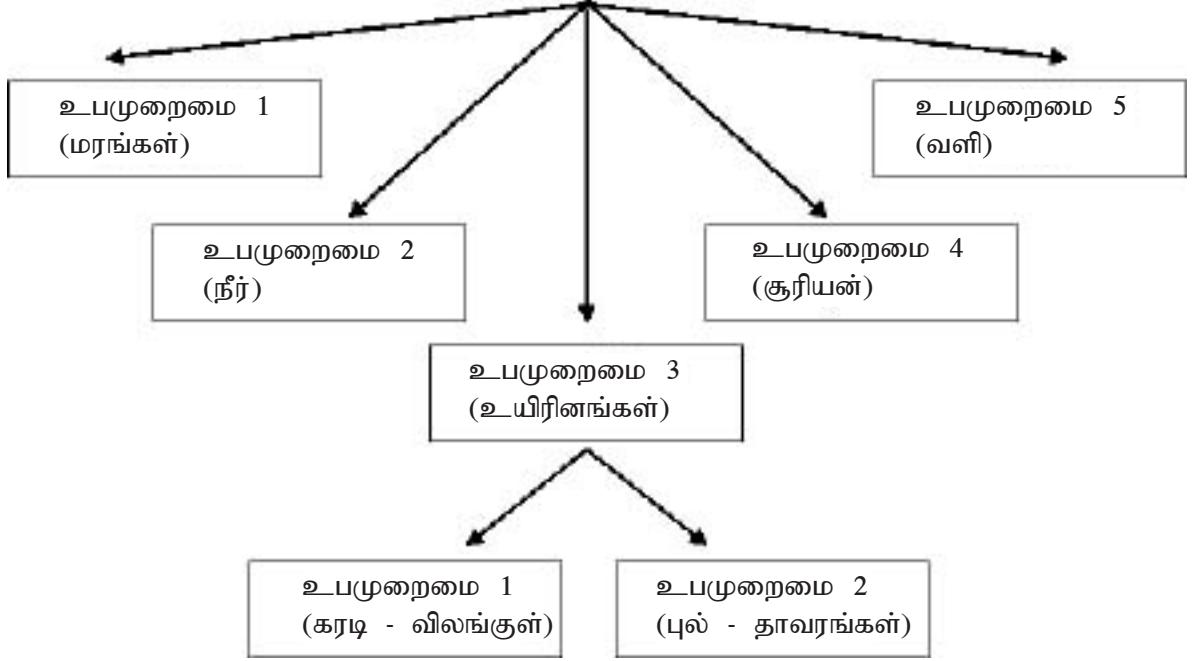 உபமுறைமை 1
(மரங்கள்)
உபமுறைமை 5
(வளி)
உபமுறைமை 2
(நீர்)
உபமுறைமை 4
(சூரியன்)
உபமுறைமை 3
(உயிரினங்கள்)
உபமுறைமை 1
(கரடி - விலங்குள்)
உபமுறைமை 2
(புல் - தாவரங்கள்)